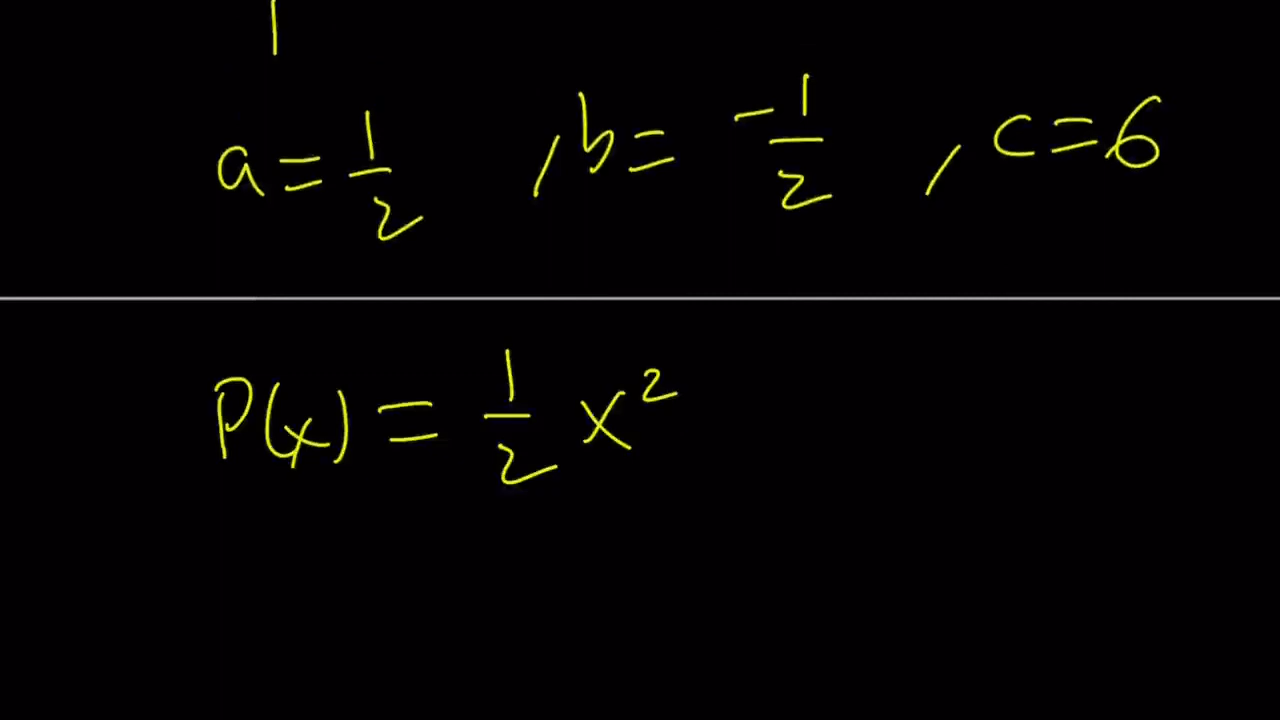 a = 1/2 , b = -1/2 , c = 6
P(x) = 1/2 x²